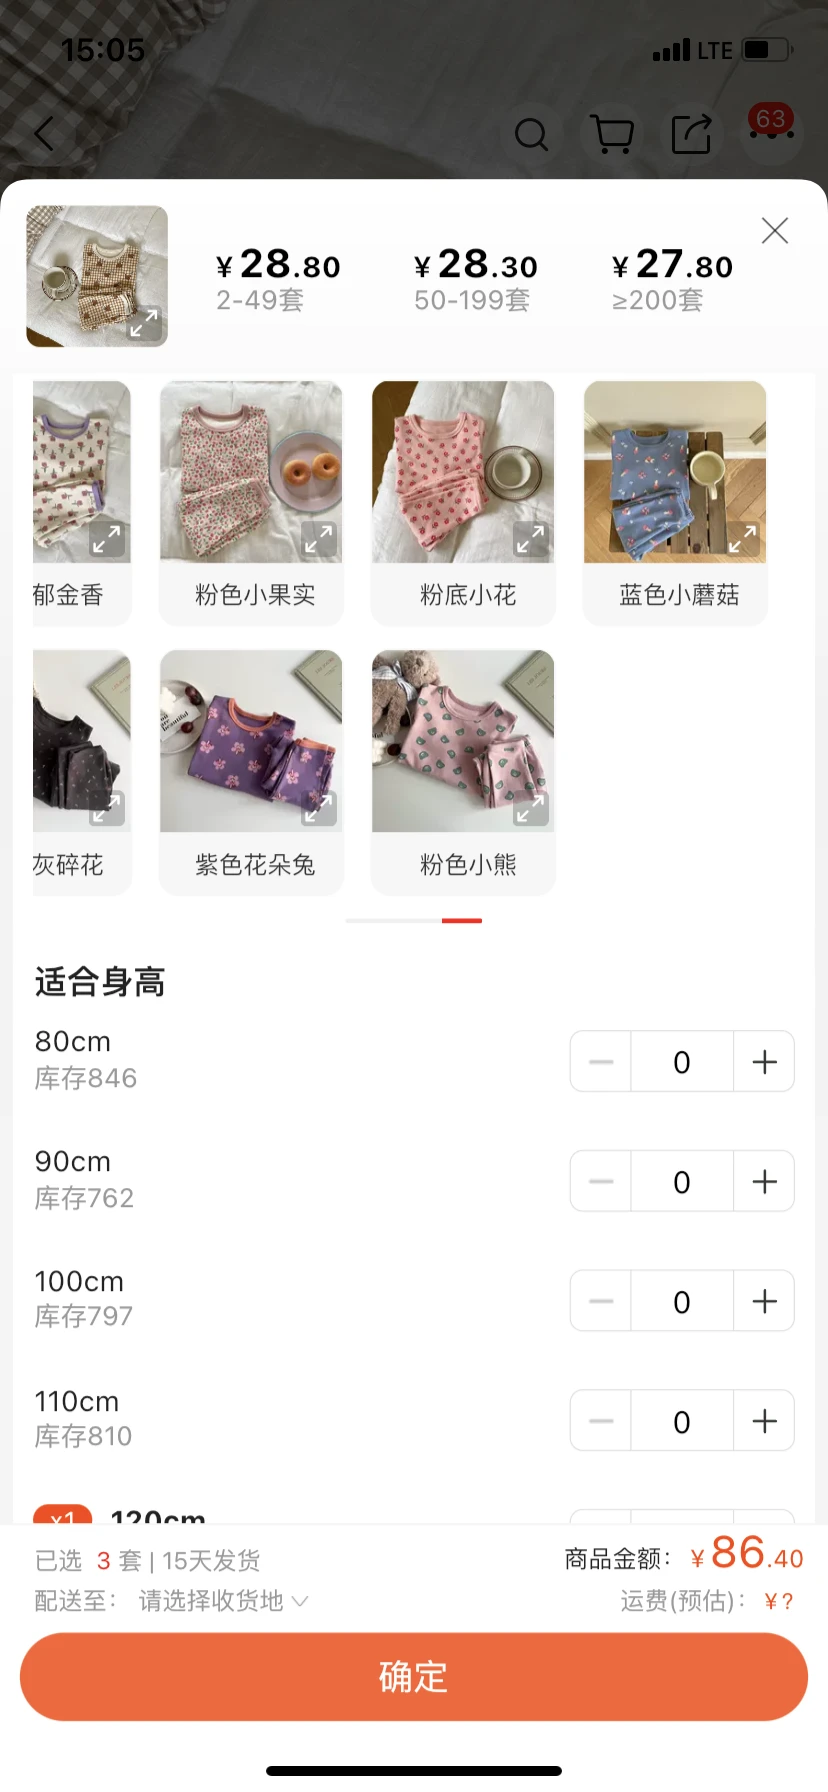 15:05
LTE
63
¥28.80
2-49套
¥28.30
50-199套
¥27.80
≥200套
郁金香
粉色小果实
粉底小花
蓝色小蘑菇
灰碎花
紫色花朵兔
粉色小熊
适合身高
80cm
库存846
0
90cm
库存762
0
100cm
库存797
0
110cm
库存810
0
x1 120cm
已选 3 套 | 15天发货
商品金额: ¥86.40
配送至: 请选择收货地
运费(预估): ¥?
确定